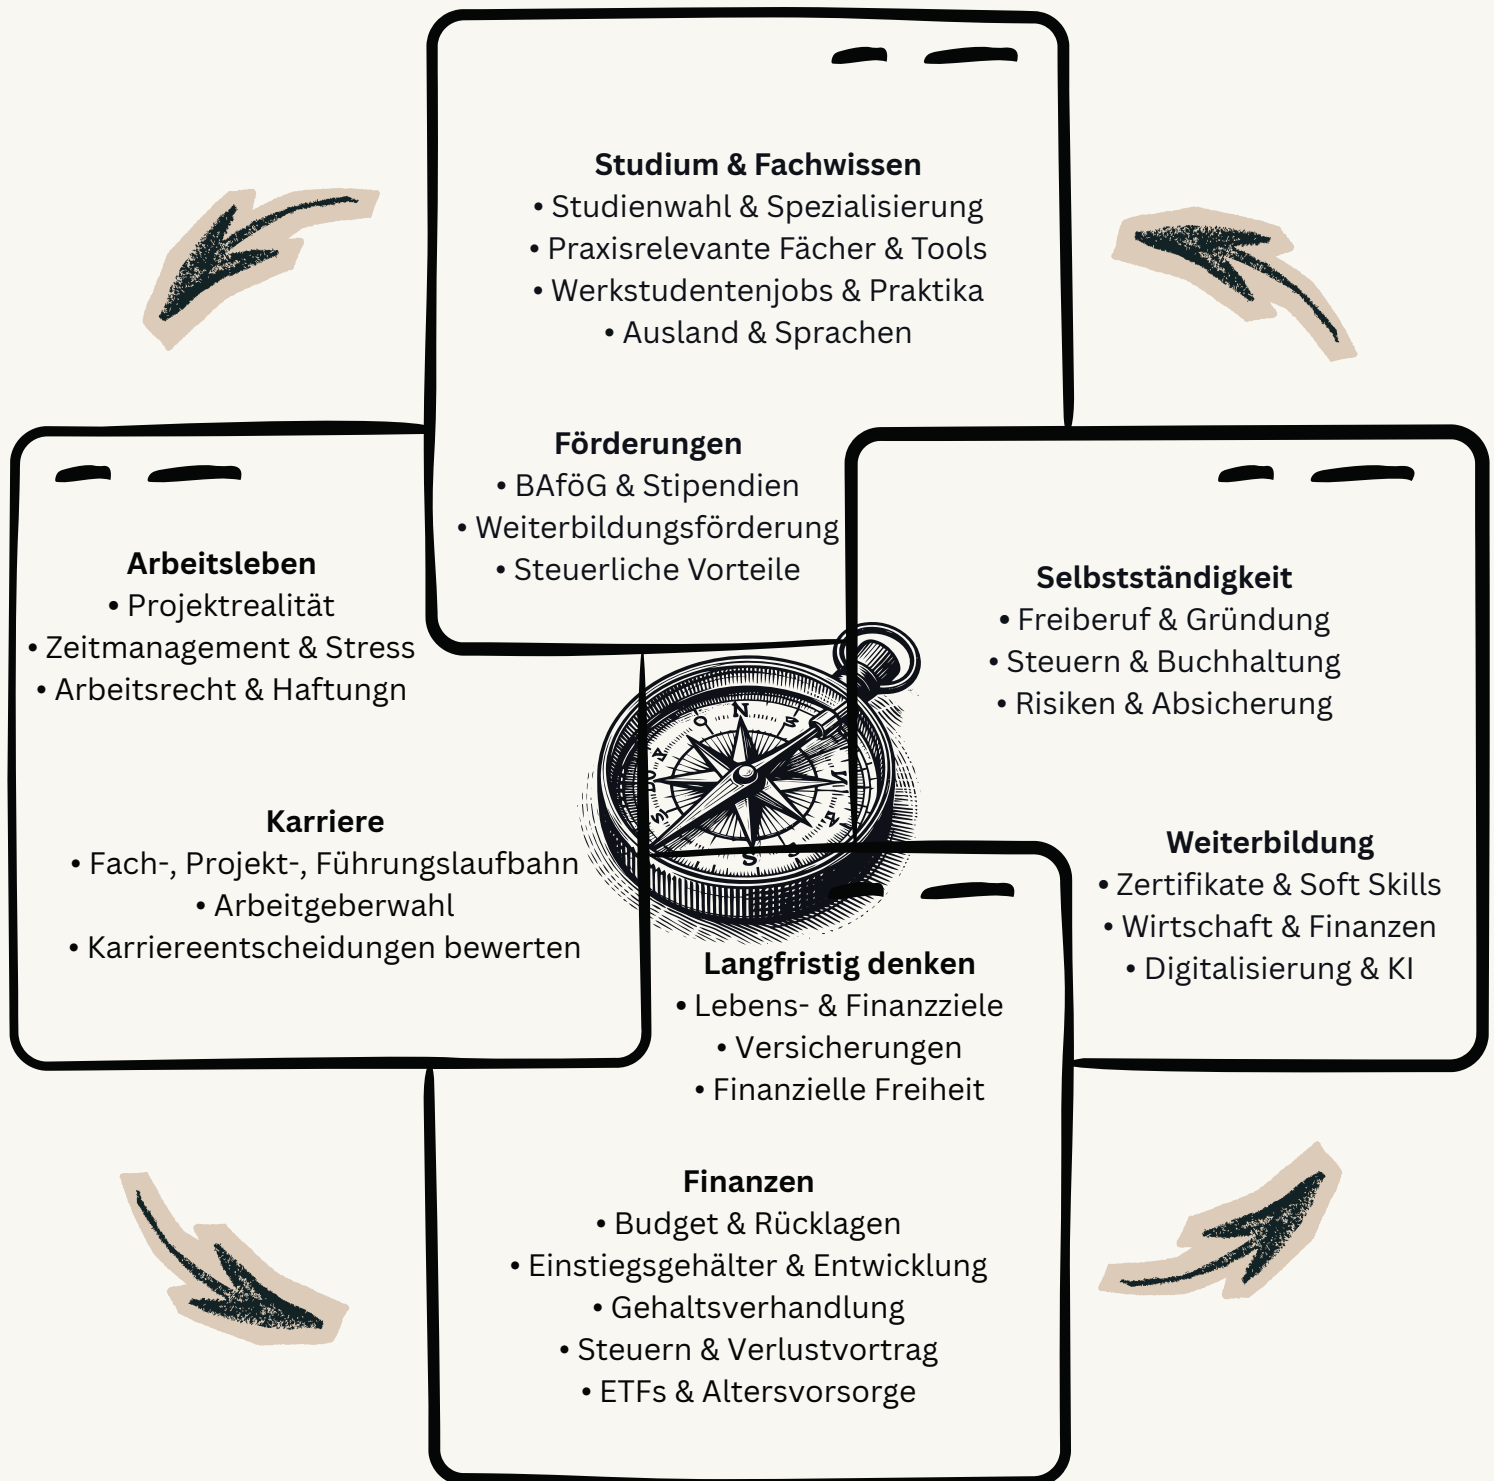 Studium & Fachwissen
• Studienwahl & Spezialisierung
• Praxisrelevante Fächer & Tools
• Werkstudentenjobs & Praktika
• Ausland & Sprachen
Förderungen
• BAföG & Stipendien
• Weiterbildungsförderung
• Steuerliche Vorteile
Arbeitsleben
• Projektrealität
• Zeitmanagement & Stress
• Arbeitsrecht & Haftungn
Karriere
• Fach-, Projekt-, Führungslaufbahn
• Arbeitgeberwahl
• Karriereentscheidungen bewerten
Selbstständigkeit
• Freiberuf & Gründung
• Steuern & Buchhaltung
• Risiken & Absicherung
Weiterbildung
• Zertifikate & Soft Skills
• Wirtschaft & Finanzen
• Digitalisierung & KI
N
S
Langfristig denken
• Lebens- & Finanzziele
• Versicherungen
• Finanzielle Freiheit
Finanzen
• Budget & Rücklagen
• Einstiegsgehälter & Entwicklung
• Gehaltsverhandlung
• Steuern & Verlustvortrag
• ETFs & Altersvorsorge